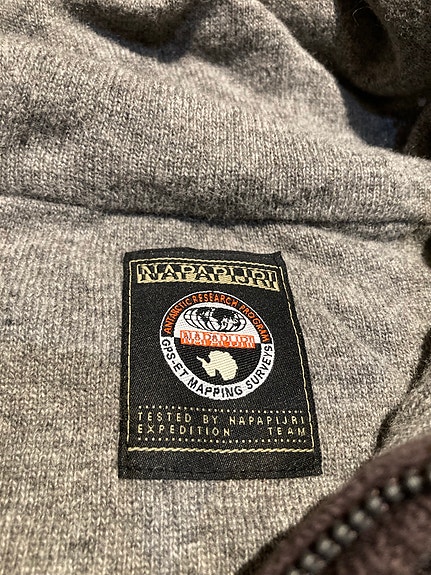 NAPAPIJRI
ANTARCTIC RESEARCH PROGRAM
NAPAPIJRI
GPS-ET MAPPING SURVEYS
TESTED BY NAPAPIJRI
EXPEDITION TEAM